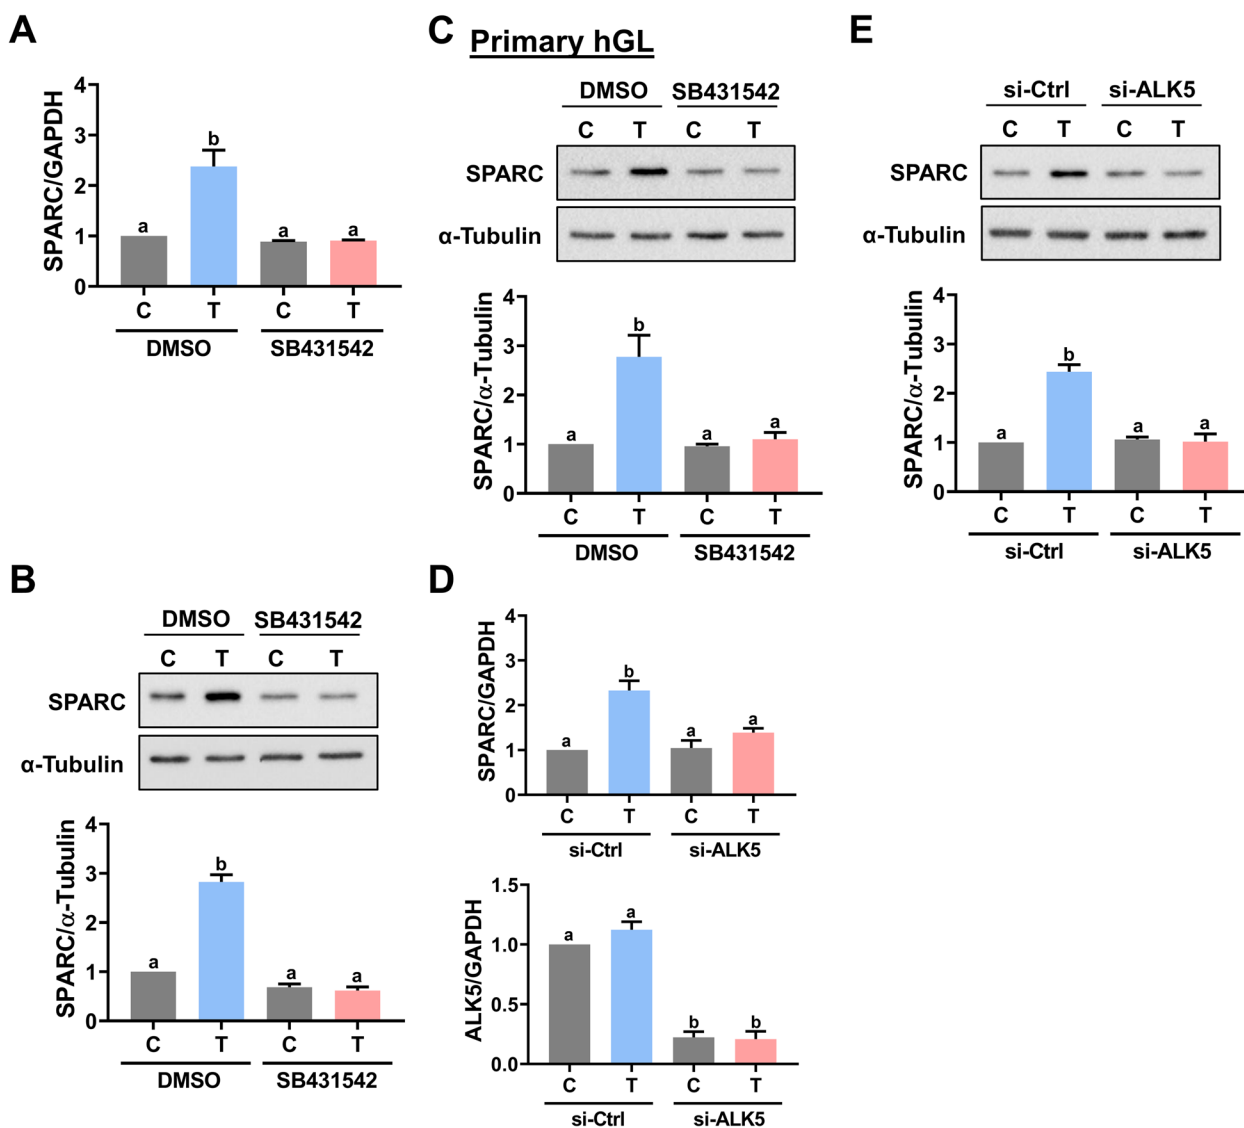 A
SPARC/GAPDH
4
3
2
1
0
a
b
a
a
C T C T
DMSO SB431542
B
DMSO SB431542
C T C T
SPARC
α-Tubulin
SPARC/α-Tubulin
4
3
2
1
0
a
b
a
a
C T C T
DMSO SB431542
C Primary hGL
DMSO SB431542
C T C T
SPARC
α-Tubulin
SPARC/α-Tubulin
4
3
2
1
0
a
b
a
a
C T C T
DMSO SB431542
D
SPARC/GAPDH
4
3
2
1
0
a
b
a
a
C T C T
si-Ctrl si-ALK5
ALK5/GAPDH
1.5
1.0
0.5
0.0
a
a
b
b
C T C T
si-Ctrl si-ALK5
E
si-Ctrl si-ALK5
C T C T
SPARC
α-Tubulin
SPARC/α-Tubulin
4
3
2
1
0
a
b
a
a
C T C T
si-Ctrl si-ALK5